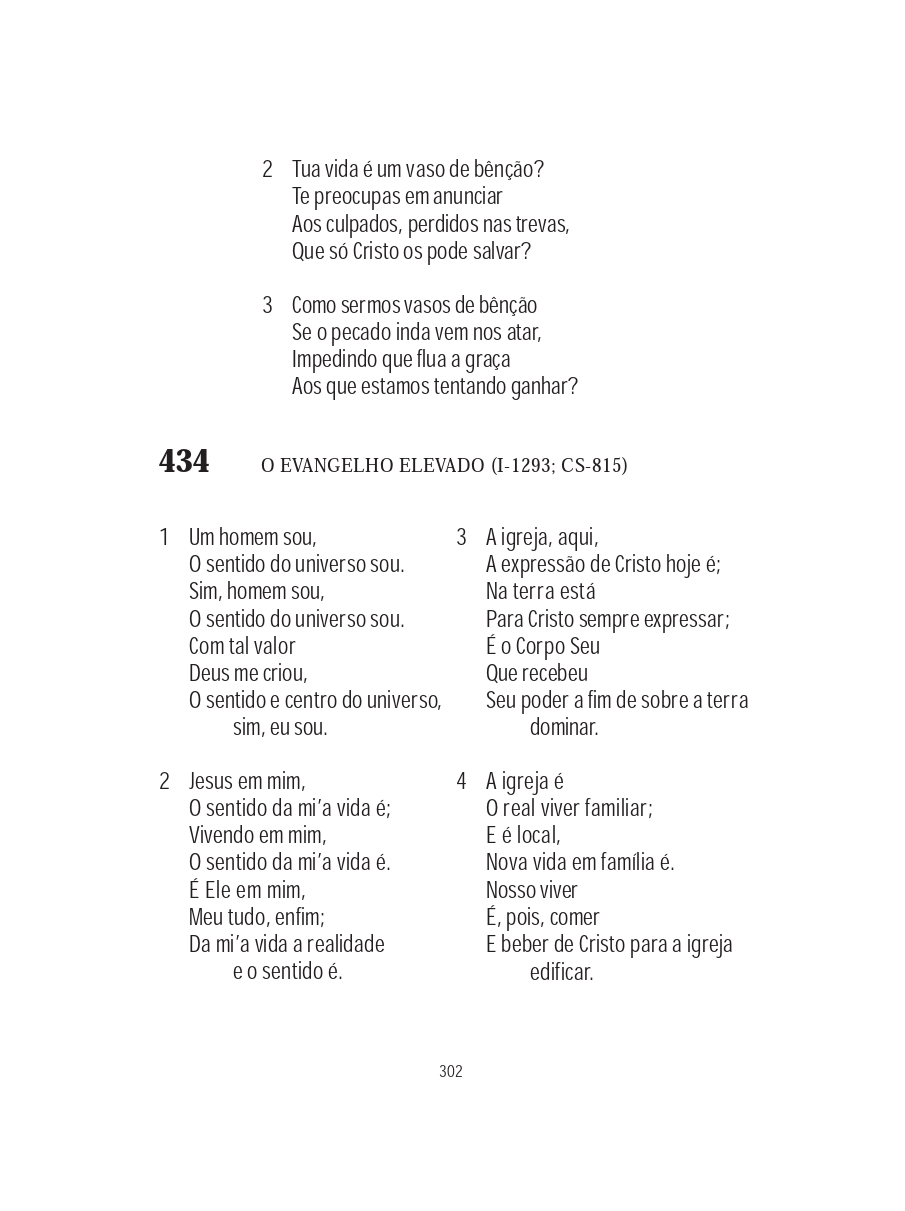 2 Tua vida é um vaso de bênção?
Te preocupas em anunciar
Aos culpados, perdidos nas trevas,
Que só Cristo os pode salvar?
3 Como sermos vasos de bênção
Se o pecado inda vem nos atar,
Impedindo que flua a graça
Aos que estamos tentando ganhar?
434 O EVANGELHO ELEVADO (I-1293; CS-815)
1 Um homem sou,
O sentido do universo sou.
Sim, homem sou,
O sentido do universo sou.
Com tal valor
Deus me criou,
O sentido e centro do universo,
sim, eu sou.
2 Jesus em mim,
O sentido da mi’a vida é;
Vivendo em mim,
O sentido da mi’a vida é.
É Ele em mim,
Meu tudo, enfim;
Da mi’a vida a realidade
e o sentido é.
3 A igreja, aqui,
A expressão de Cristo hoje é;
Na terra está
Para Cristo sempre expressar;
É o Corpo Seu
Que recebeu
Seu poder a fim de sobre a terra
dominar.
4 A igreja é
O real viver familiar;
E é local,
Nova vida em família é.
Nosso viver
É, pois, comer
E beber de Cristo para a igreja
edificar.
302